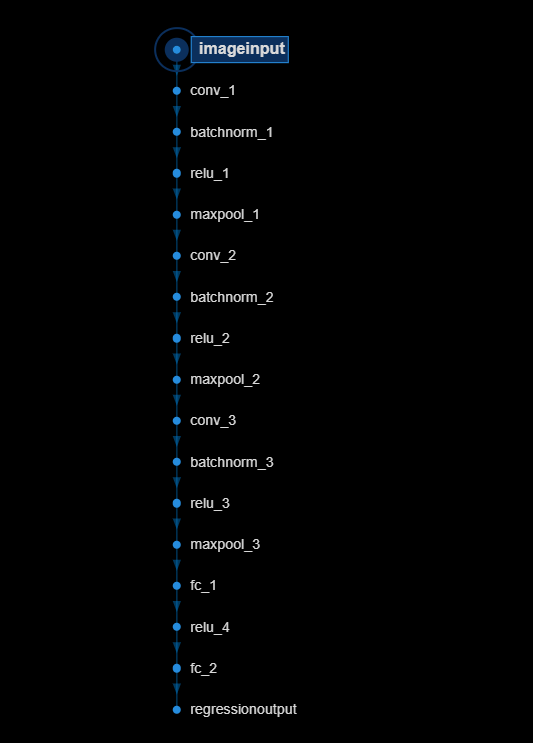 imageinput
conv_1
batchnorm_1
relu_1
maxpool_1
conv_2
batchnorm_2
relu_2
maxpool_2
conv_3
batchnorm_3
relu_3
maxpool_3
fc_1
relu_4
fc_2
regressionoutput